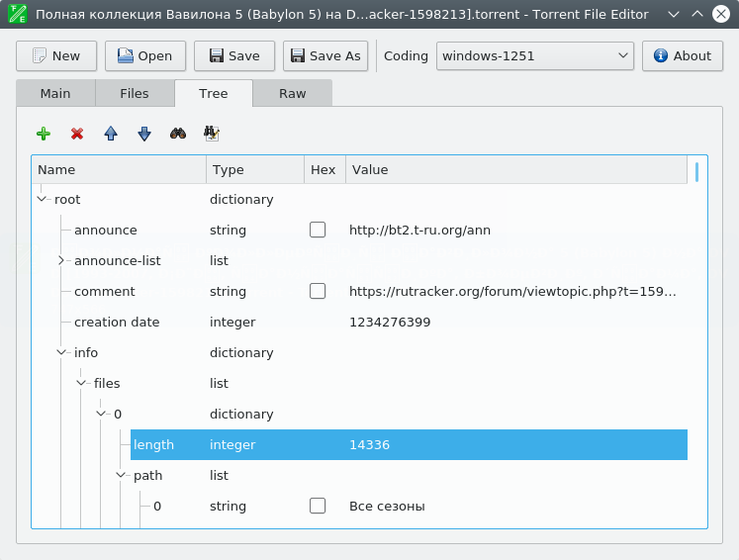 Полная коллекция Вавилона 5 (Babylon 5) на D...acker-1598213].torrent - Torrent File Editor
New Open Save Save As Coding windows-1251 About
Main Files Tree Raw
Name Type Hex Value
root dictionary
announce string http://bt2.t-ru.org/ann
announce-list list
comment string https://rutracker.org/forum/viewtopic.php?t=159...
creation date integer 1234276399
info dictionary
files list
0 dictionary
length integer 14336
path list
0 string Все сезоны